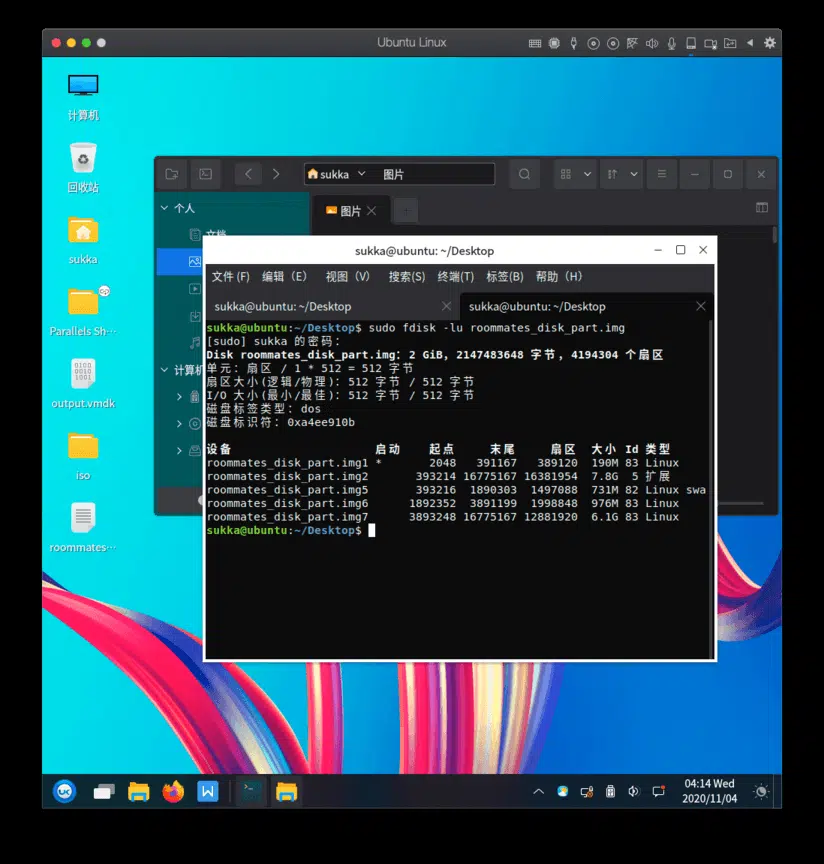 Ubuntu Linux
计算机
回收站
sukka
Parallels Sh···
output.vmdk
iso
roommates···
sukka
图片
个人
图片
文档
计算机
sukka@ubuntu: ~/Desktop
文件(F) 编辑(E) 视图(V) 搜索(S) 终端(T) 标签(B) 帮助(H)
sukka@ubuntu: ~/Desktop
sukka@ubuntu: ~/Desktop
sukka@ubuntu:~/Desktop$ sudo fdisk -lu roommates_disk_part.img
[sudo] sukka 的密码：
Disk roommates_disk_part.img：2 GiB，2147483648 字节，4194304 个扇区
单元：扇区 / 1 * 512 = 512 字节
扇区大小(逻辑/物理)：512 字节 / 512 字节
I/O 大小(最小/最佳)：512 字节 / 512 字节
磁盘标签类型：dos
磁盘标识符：0xa4ee910b
设备 启动 起点 末尾 扇区 大小 Id 类型
roommates_disk_part.img1 * 2048 391167 389120 190M 83 Linux
roommates_disk_part.img2 393214 16775167 16381954 7.8G 5 扩展
roommates_disk_part.img5 393216 1890303 1497088 731M 82 Linux swa
roommates_disk_part.img6 1892352 3891199 1998848 976M 83 Linux
roommates_disk_part.img7 3893248 16775167 12881920 6.1G 83 Linux
sukka@ubuntu:~/Desktop$
04:14 Wed
2020/11/04